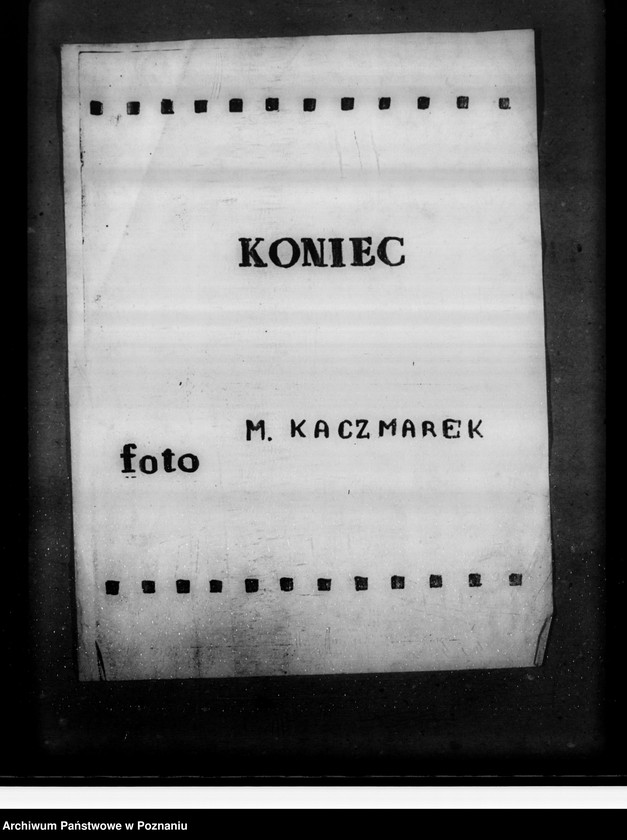 KONIEC
M. KACZMAREK
foto
Archiwum Państwowe w Poznaniu